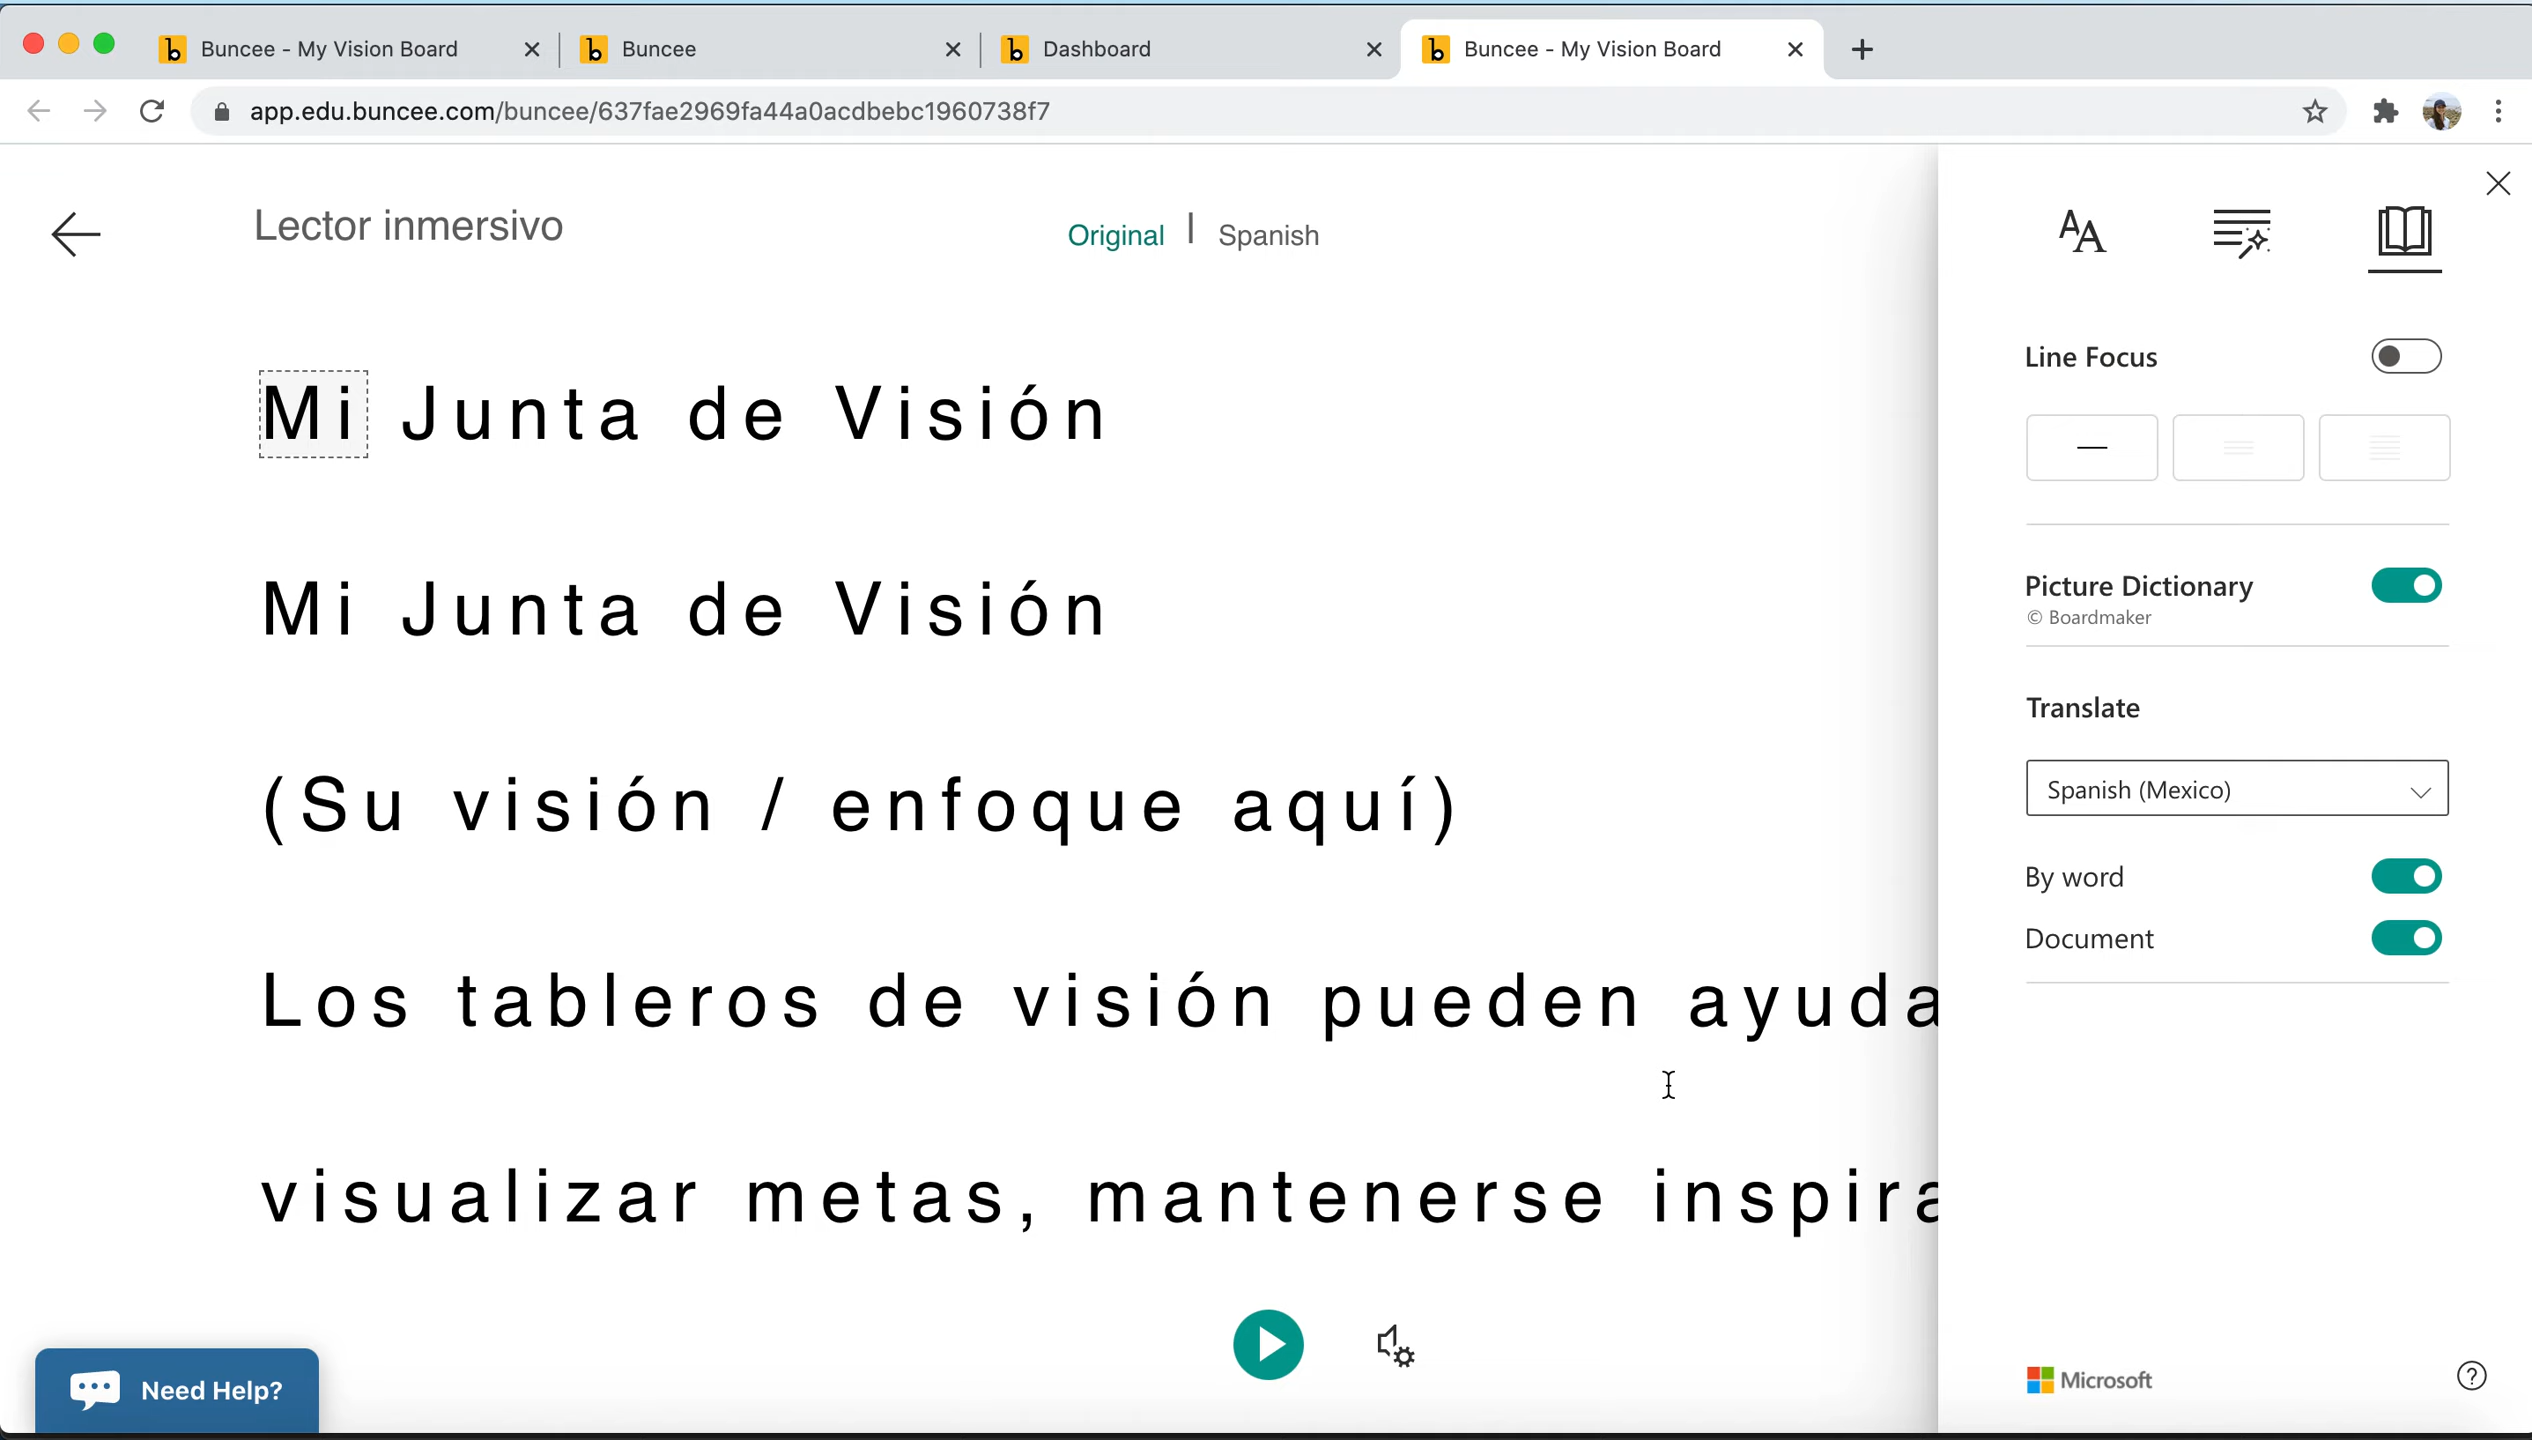 Buncee - My Vision Board
Buncee
Dashboard
Buncee - My Vision Board
app.edu.buncee.com/buncee/637fae2969fa44a0acdbebc1960738f7
Lector inmersivo
Original | Spanish
Mi Junta de Visión
Mi Junta de Visión
(Su visión / enfoque aquí)
Los tableros de visión pueden ayuda
visualizar metas, mantenerse inspira
Need Help?
Line Focus
Picture Dictionary
© Boardmaker
Translate
Spanish (Mexico)
By word
Document
Microsoft